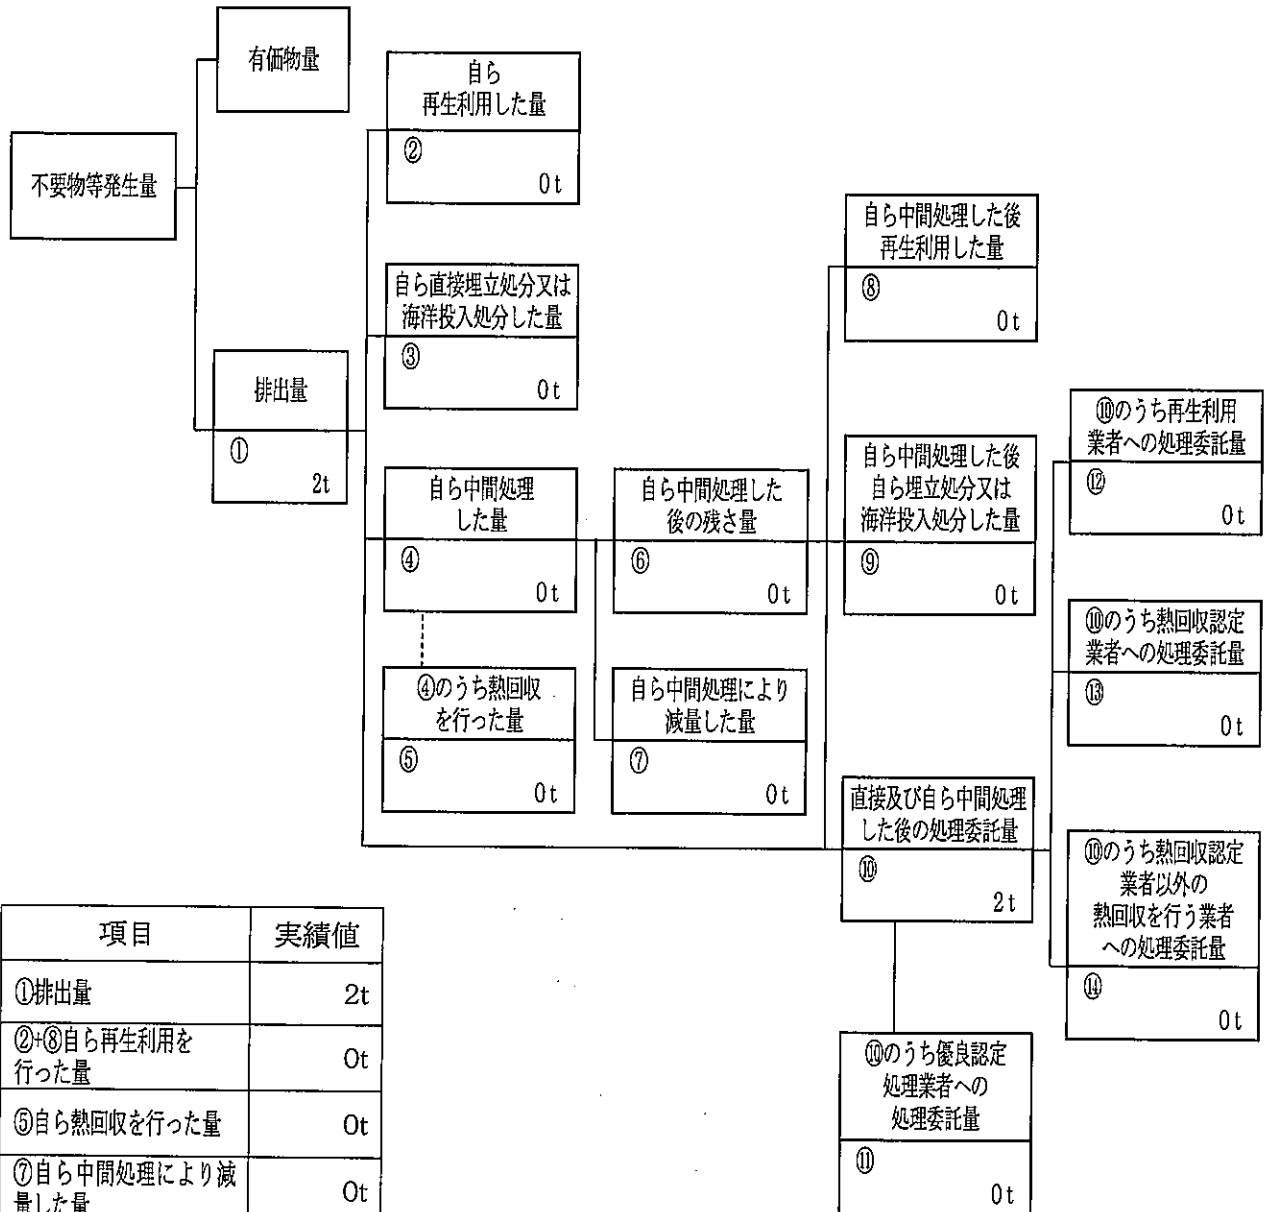 有価物量
不要物等発生量
排出量
①
2t
自ら
再生利用した量
②
0t
自ら直接埋立処分又は
海洋投入処分した量
③
0t
自ら中間処理
した量
④
0t
④のうち熱回収
を行った量
⑤
0t
自ら中間処理した
後の残さ量
⑥
0t
自ら中間処理により
減量した量
⑦
0t
自ら中間処理した後
再生利用した量
⑧
0t
自ら中間処理した後
自ら埋立処分又は
海洋投入処分した量
⑨
0t
直接及び自ら中間処理
した後の処理委託量
⑩
2t
⑩のうち優良認定
処理業者への
処理委託量
⑪
0t
⑩のうち再生利用
業者への処理委託量
⑫
0t
⑩のうち熱回収認定
業者への処理委託量
⑬
0t
⑩のうち熱回収認定
業者以外の
熱回収を行う業者
への処理委託量
⑭
0t
項目 実績値
①排出量 2t
②+⑧自ら再生利用を
行った量 0t
⑤自ら熱回収を行った量 0t
⑦自ら中間処理により減
量した量 0t